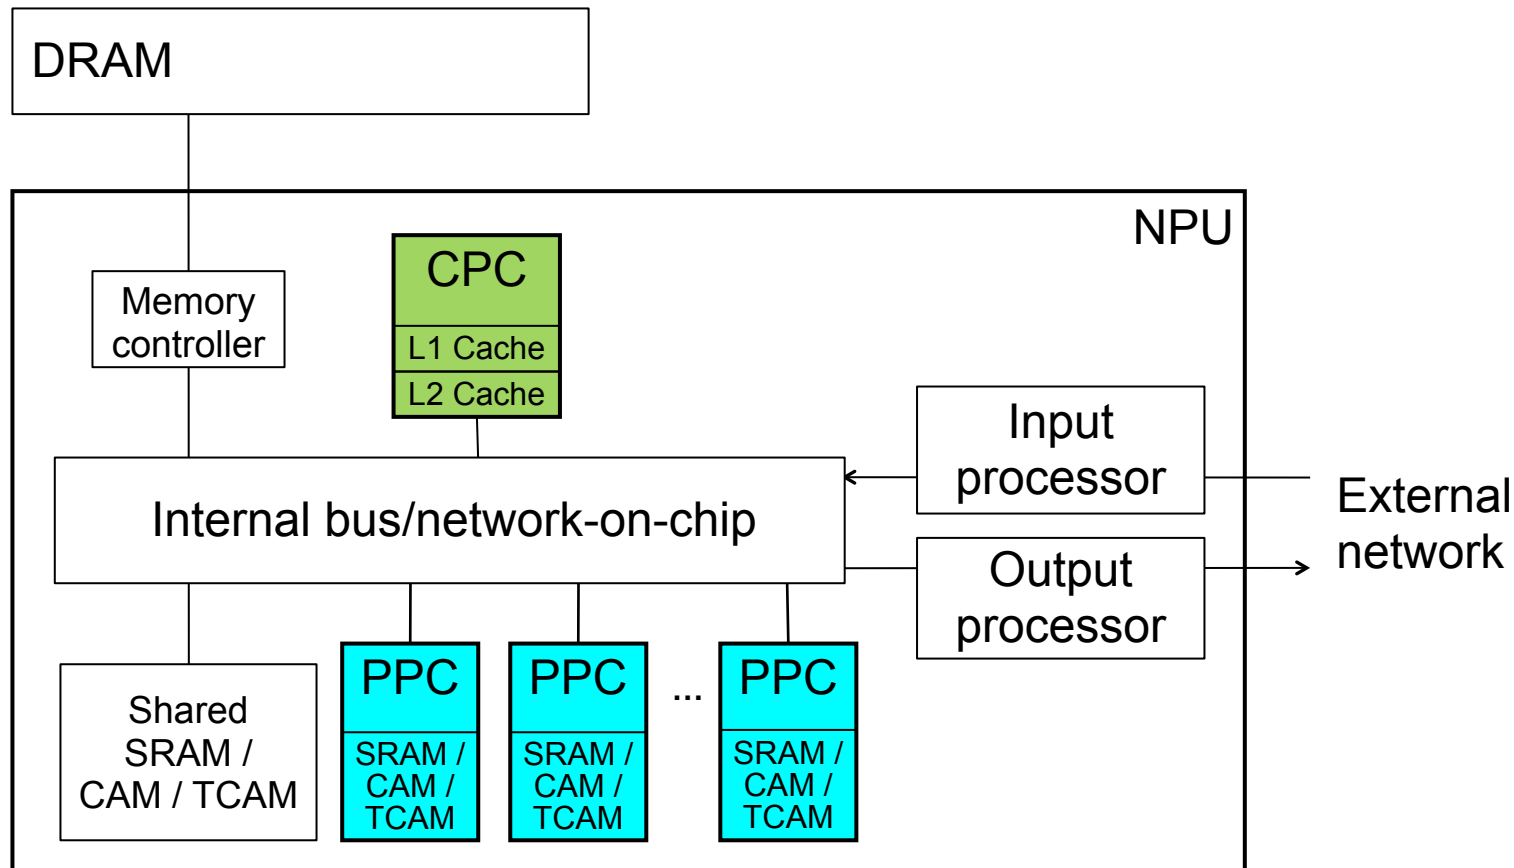 DRAM
NPU
CPC
L1 Cache
L2 Cache
Memory
controller
Input
processor
Internal bus/network-on-chip
External
network
Output
processor
Shared
SRAM /
CAM / TCAM
PPC
SRAM /
CAM /
TCAM
PPC
SRAM /
CAM /
TCAM
...
PPC
SRAM /
CAM /
TCAM